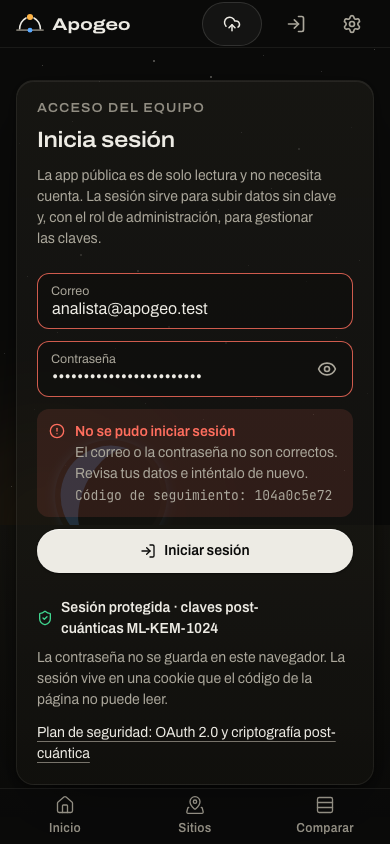 Apogeo
ACCESO DEL EQUIPO
Inicia sesión
La app pública es de solo lectura y no necesita
cuenta. La sesión sirve para subir datos sin clave
y, con el rol de administración, para gestionar
las claves.
Correo
analista@apogeo.test
Contraseña
••••••••••••••••••••••••
No se pudo iniciar sesión
El correo o la contraseña no son correctos.
Revisa tus datos e inténtalo de nuevo.
Código de seguimiento: 104a0c5e72
Iniciar sesión
Sesión protegida · claves post-
cuánticas ML-KEM-1024
La contraseña no se guarda en este navegador. La
sesión vive en una cookie que el código de la
página no puede leer.
Plan de seguridad: OAuth 2.0 y criptografía post-
cuántica
Inicio
Sitios
Comparar